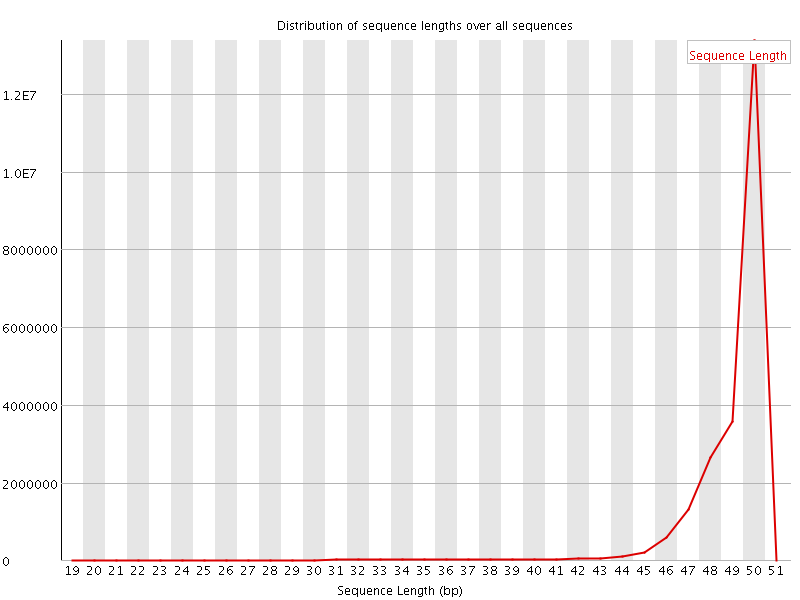 Distribution of sequence lengths over all sequences
Sequence Length
1.2E7
1.0E7
8000000
6000000
4000000
2000000
0
19 20 21 22 23 24 25 26 27 28 29 30 31 32 33 34 35 36 37 38 39 40 41 42 43 44 45 46 47 48 49 50 51
Sequence Length (bp)